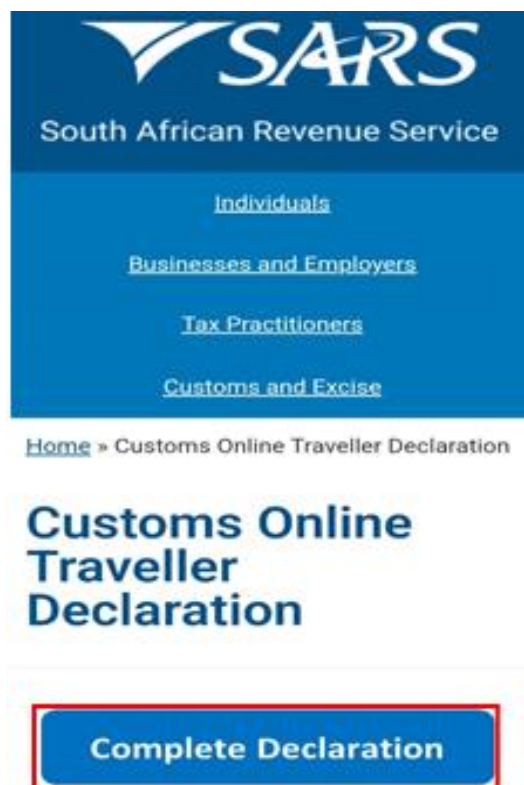 SARS
South African Revenue Service
Individuals
Businesses and Employers
Tax Practitioners
Customs and Excise
Home » Customs Online Traveller Declaration
Customs Online
Traveller
Declaration
Complete Declaration